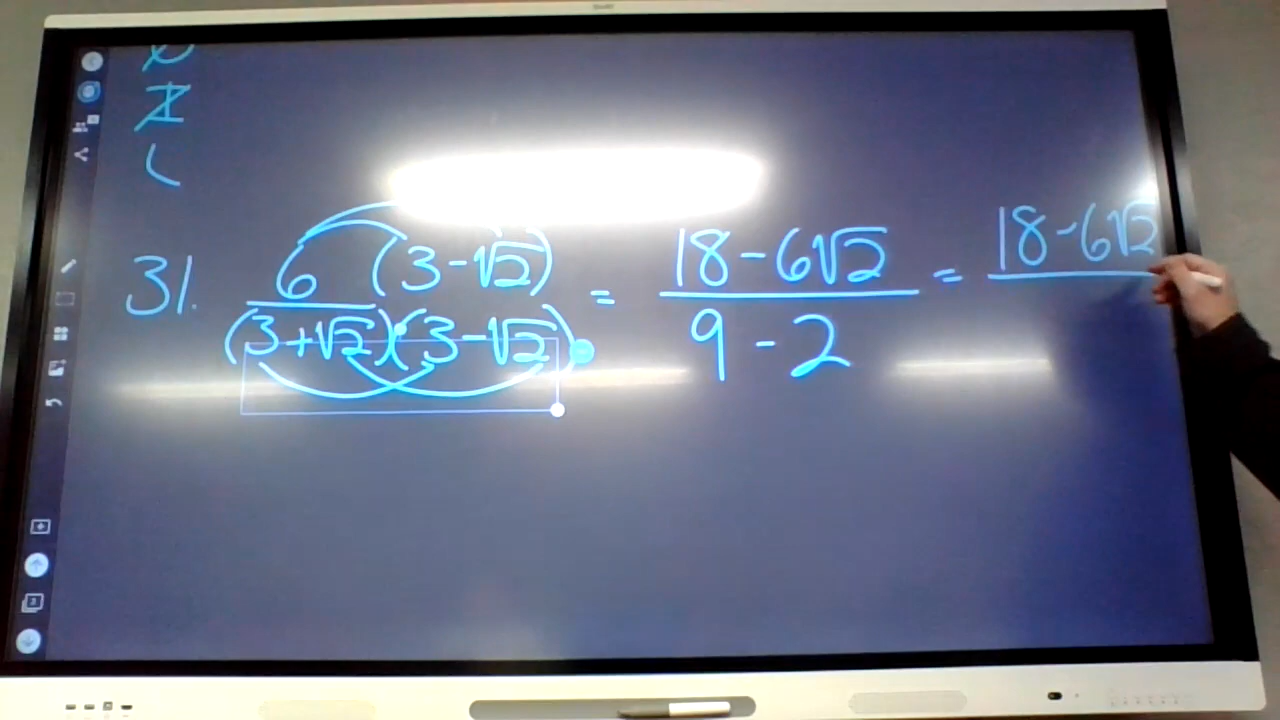 31. 6 (3-√2) = 18-6√2 = 18-6√2
(3+√2)(3-√2) 9-2